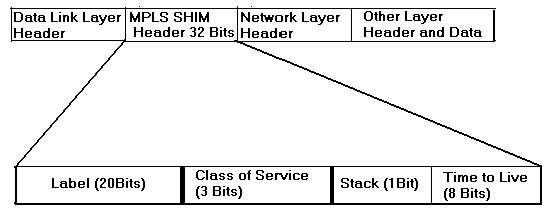 Data Link Layer
Header
MPLS SHIM
Header 32 Bits
Network Layer
Header
Other Layer
Header and Data
Label (20Bits)
Class of Service
(3 Bits)
Stack (1Bit)
Time to Live
(8 Bits)